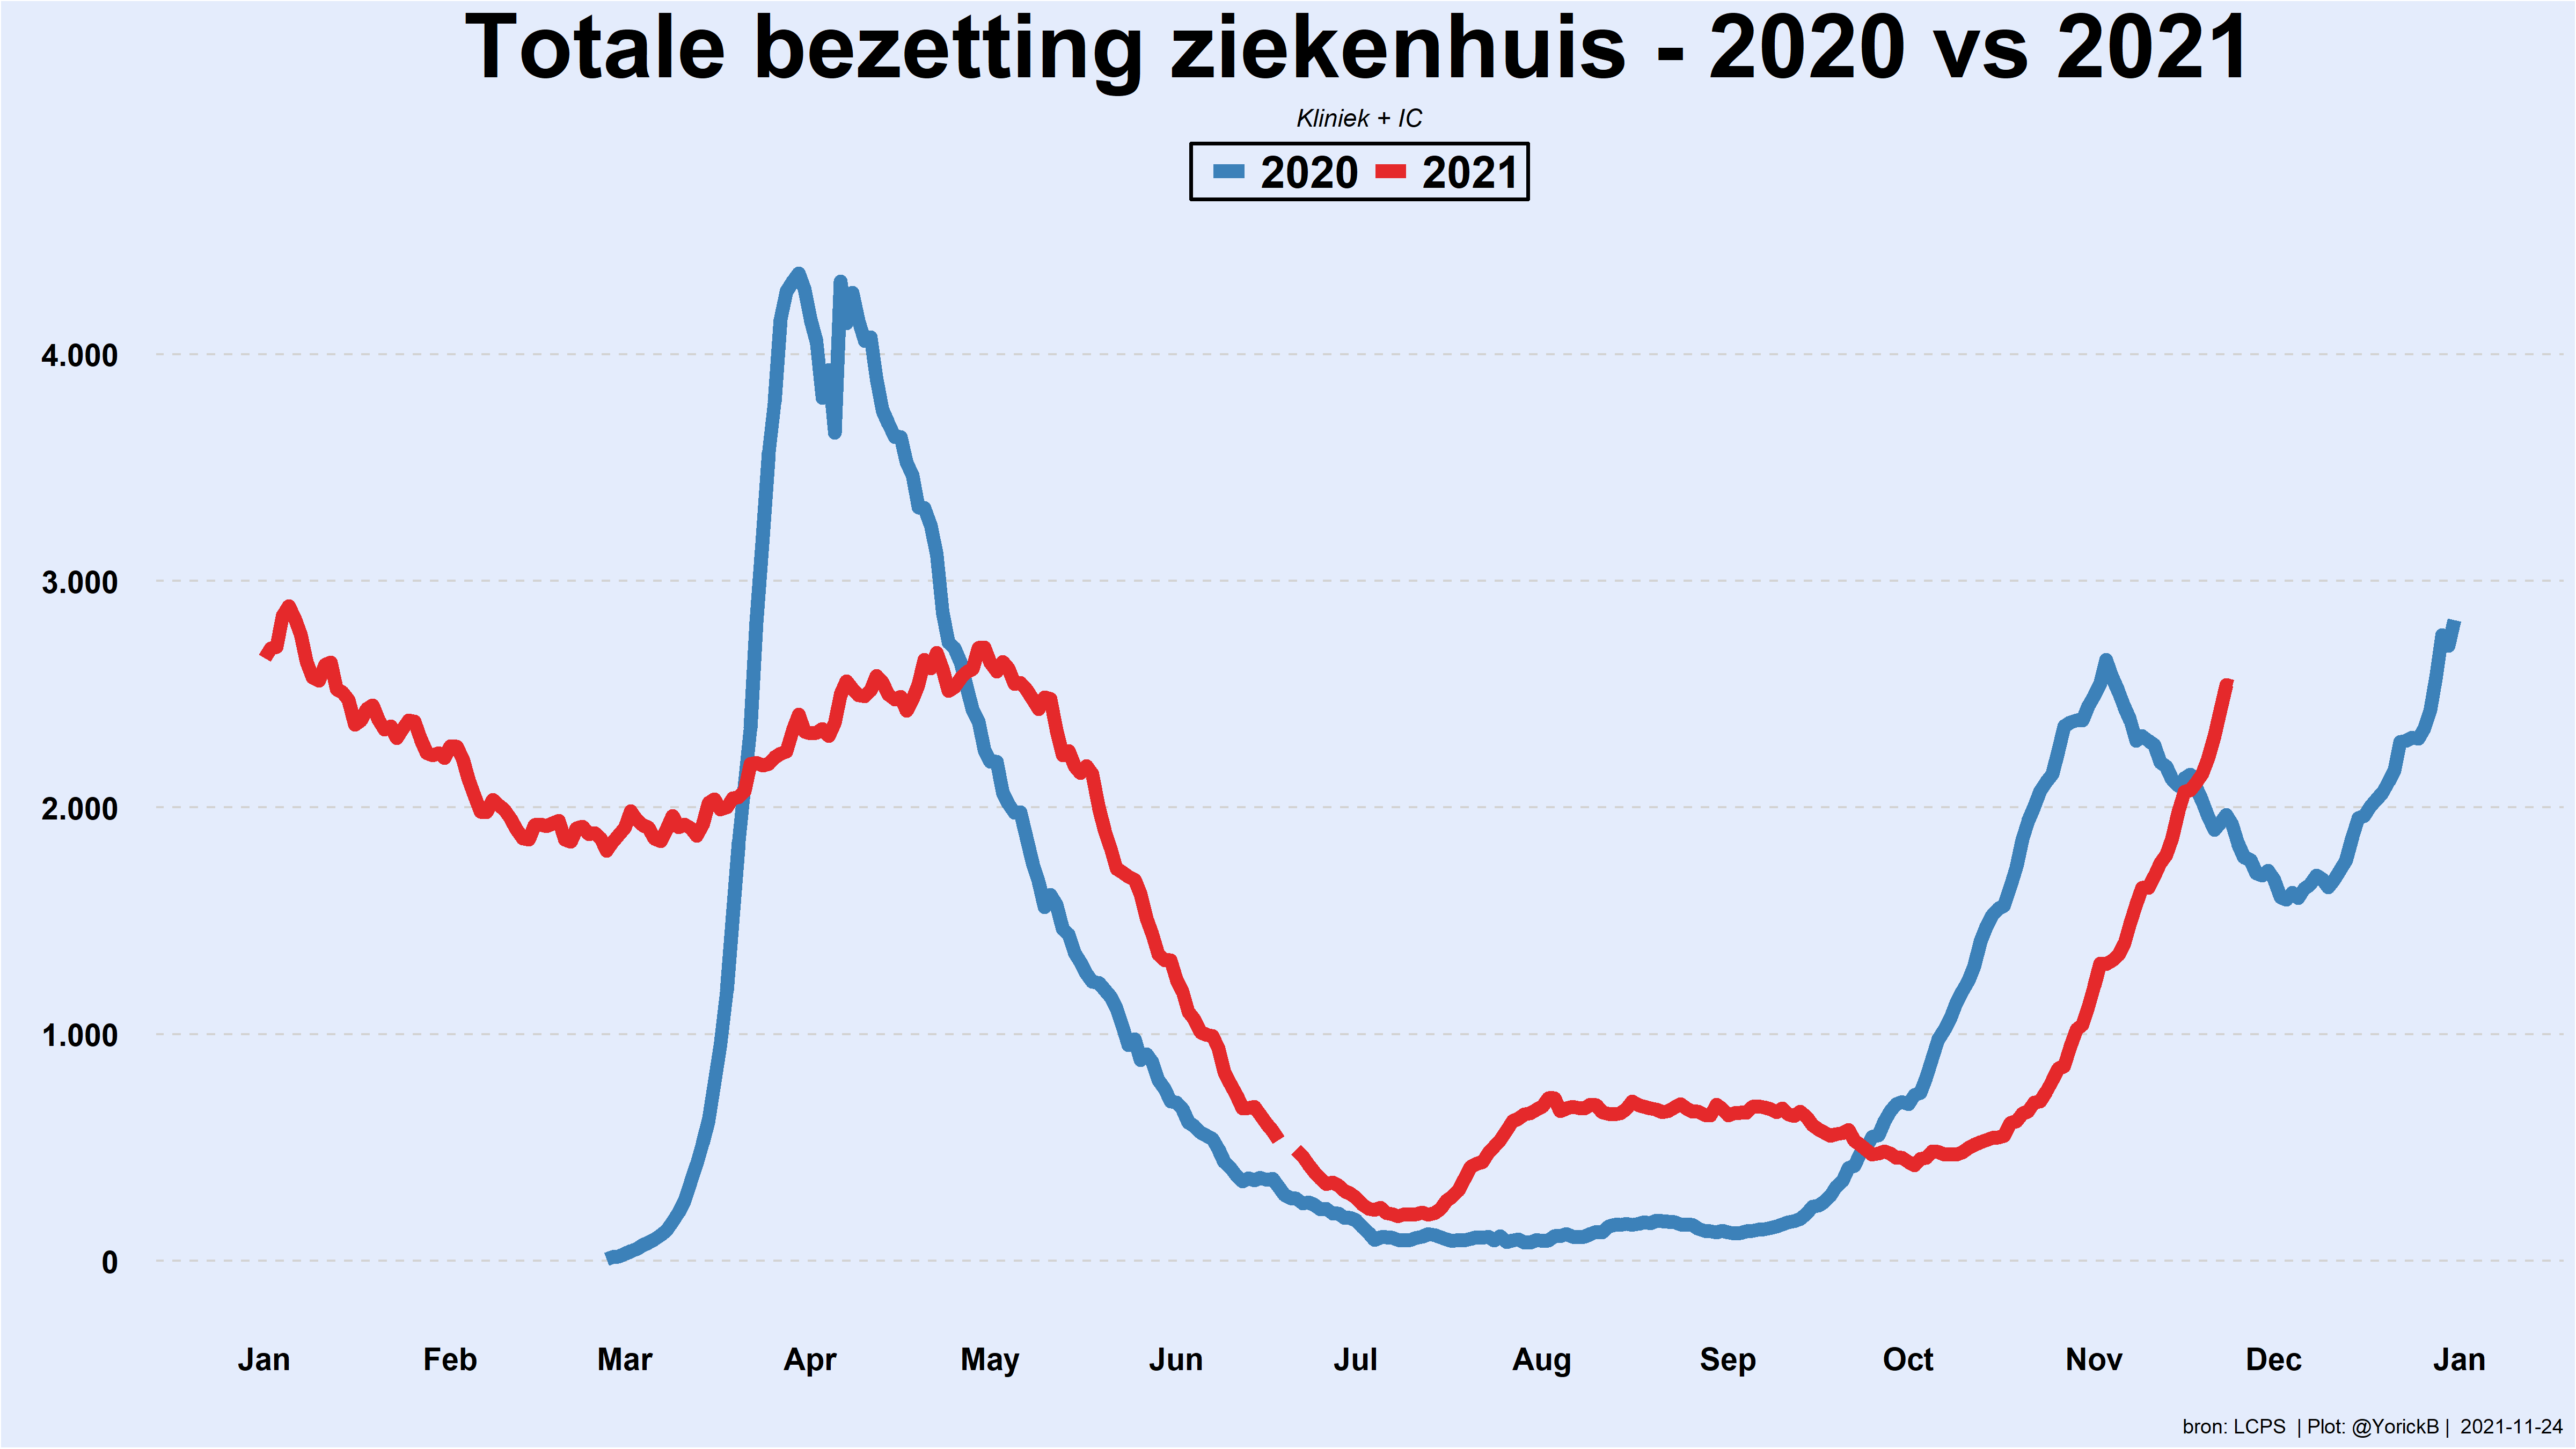 Totale bezetting ziekenhuis - 2020 vs 2021
Kliniek + IC
2020 2021
4.000
3.000
2.000
1.000
0
Jan Feb Mar Apr May Jun Jul Aug Sep Oct Nov Dec Jan
bron: LCPS | Plot: @YorickB | 2021-11-24